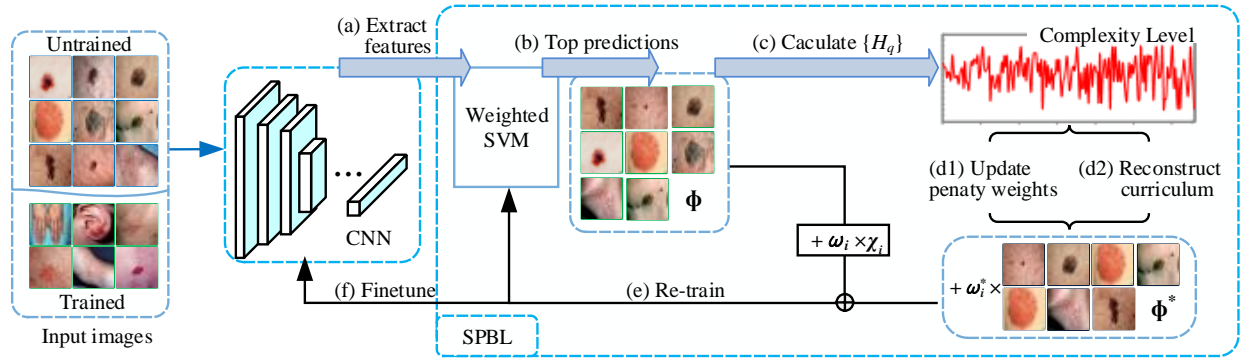 Untrained
Trained
Input images
(a) Extract
features
CNN
(b) Top predictions
Weighted
SVM
Φ
(c) Caculate {H_q}
Complexity Level
(d1) Update
penaty weights
(d2) Reconstruct
curriculum
+ ω_i × χ_i
+ ω_i^* ×
Φ^*
(e) Re-train
(f) Finetune
SPBL